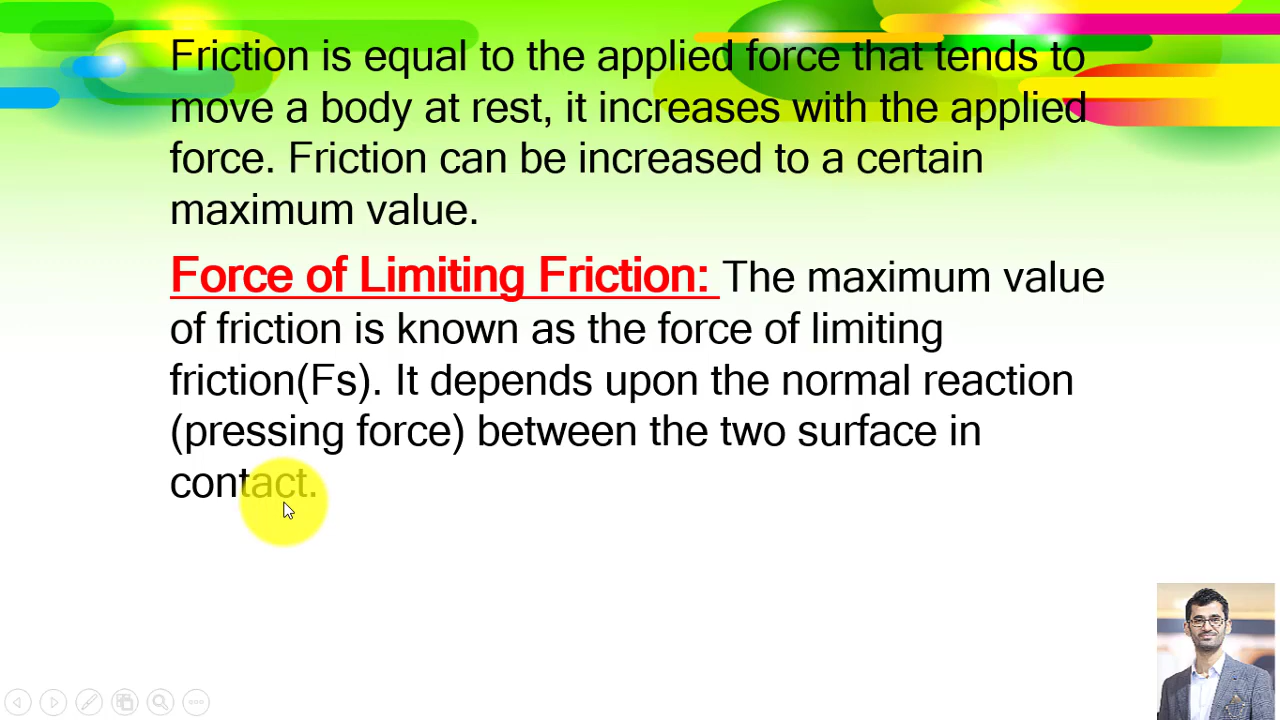 Friction is equal to the applied force that tends to
move a body at rest, it increases with the applied
force. Friction can be increased to a certain
maximum value.
Force of Limiting Friction: The maximum value
of friction is known as the force of limiting
friction(Fs). It depends upon the normal reaction
(pressing force) between the two surface in
contact.